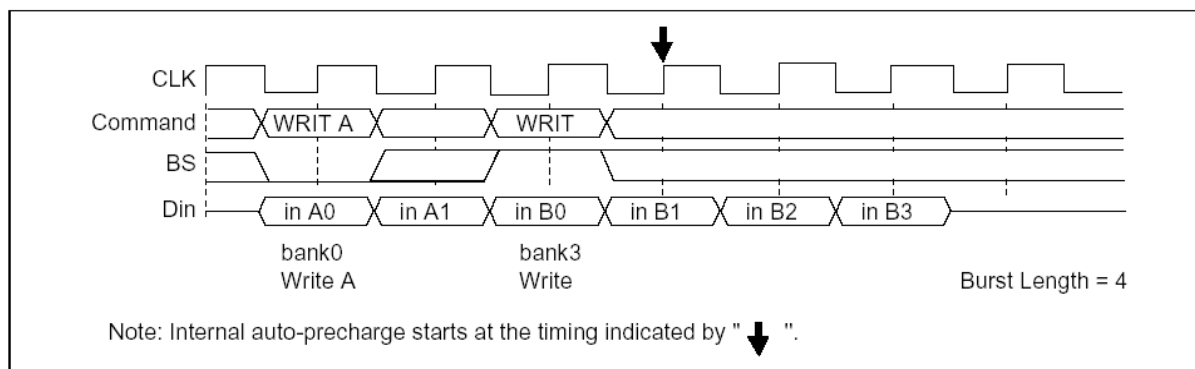 CLK
Command WRIT A WRIT
BS
Din in A0 in A1 in B0 in B1 in B2 in B3
bank0 bank3
Write A Write Burst Length = 4
Note: Internal auto-precharge starts at the timing indicated by " ".